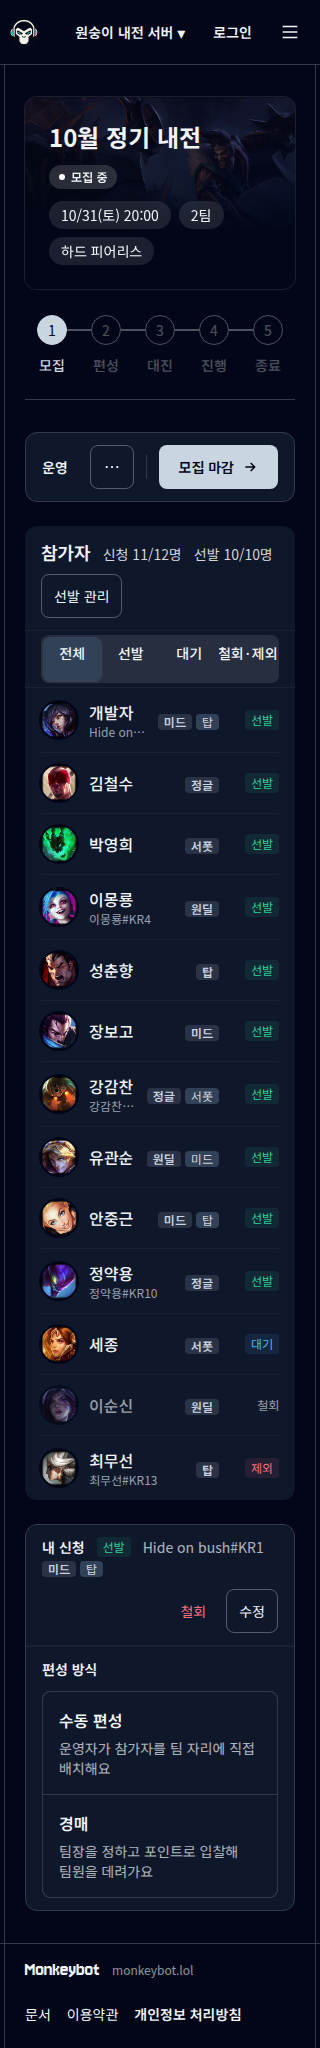 원숭이 내전 서버 ▾ 로그인
10월 정기 내전
모집 중
10/31(토) 20:00 2팀
하드 피어리스
1 2 3 4 5
모집 편성 대진 진행 종료
운영 ··· 모집 마감 →
참가자 신청 11/12명 선발 10/10명
선발 관리
전체 선발 대기 철회·제외
개발자 미드 탑 선발
Hide on…
김철수 정글 선발
박영희 서폿 선발
이몽룡 원딜 선발
이몽룡#KR4
성춘향 탑 선발
장보고 미드 선발
강감찬 정글 서폿 선발
강감찬…
유관순 원딜 미드 선발
안중근 미드 탑 선발
정약용 정글 선발
정약용#KR10
세종 서폿 대기
이순신 원딜 철회
최무선 탑 제외
최무선#KR13
내 신청 선발 Hide on bush#KR1
미드 탑
철회 수정
편성 방식
수동 편성
운영자가 참가자를 팀 자리에 직접
배치해요
경매
팀장을 정하고 포인트로 입찰해
팀원을 데려가요
Monkeybot monkeybot.lol
문서 이용약관 개인정보 처리방침